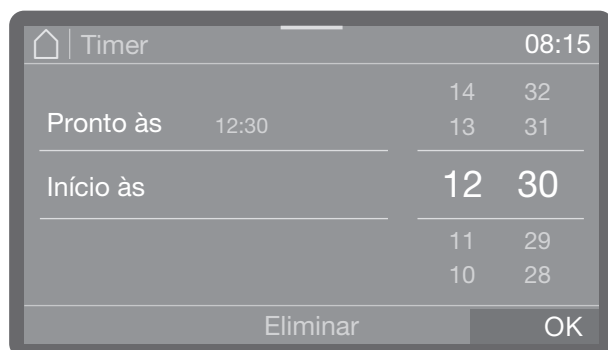 Timer 08:15
14 32
Pronto às 12:30 13 31
Início às 12 30
11 29
10 28
Eliminar OK